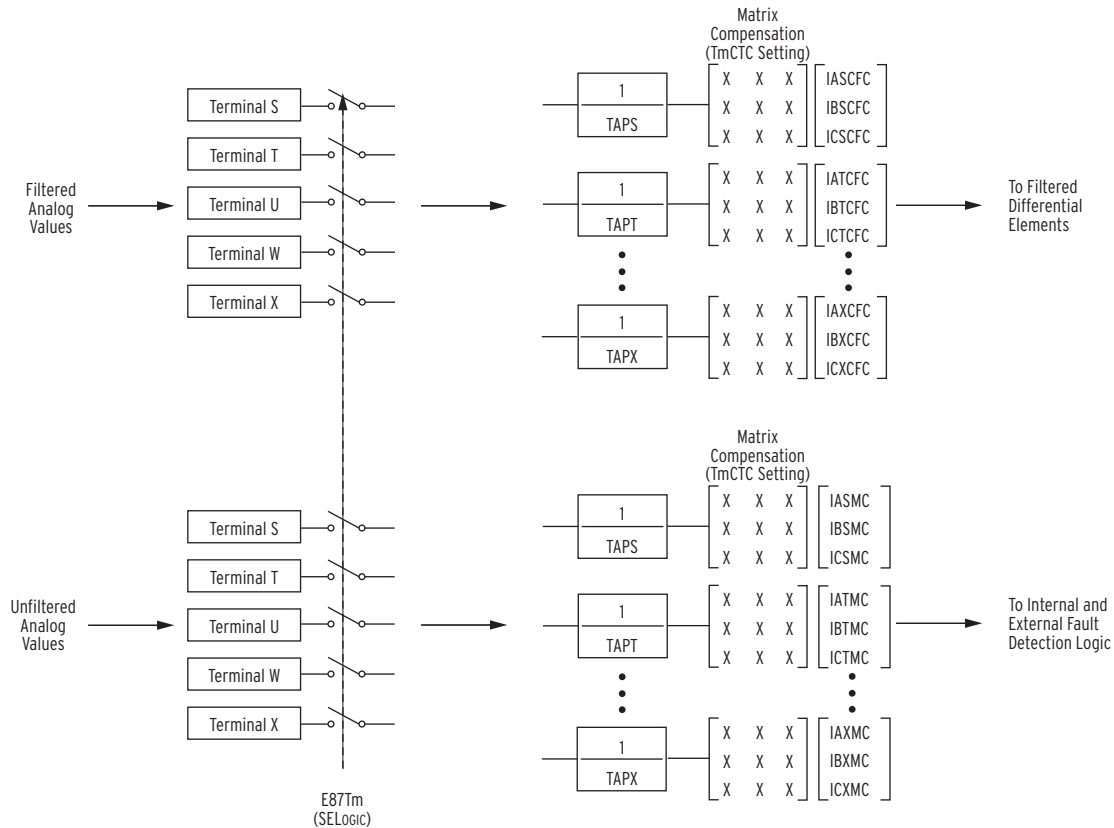 Matrix
Compensation
(TmCTC Setting)
Filtered
Analog
Values
Terminal S
Terminal T
Terminal U
Terminal W
Terminal X
1
TAPS
X X X
X X X
X X X
IASCFC
IBSCFC
ICSCFC
1
TAPT
X X X
X X X
X X X
IATCFC
IBTCFC
ICTCFC
1
TAPX
X X X
X X X
X X X
IAXCFC
IBXCFC
ICXCFC
To Filtered
Differential
Elements
Matrix
Compensation
(TmCTC Setting)
Unfiltered
Analog
Values
Terminal S
Terminal T
Terminal U
Terminal W
Terminal X
1
TAPS
X X X
X X X
X X X
IASMC
IBSMC
ICSMC
1
TAPT
X X X
X X X
X X X
IATMC
IBTMC
ICTMC
1
TAPX
X X X
X X X
X X X
IAXMC
IBXMC
ICXMC
To Internal and
External Fault
Detection Logic
E87Tm
(SELOGIC)